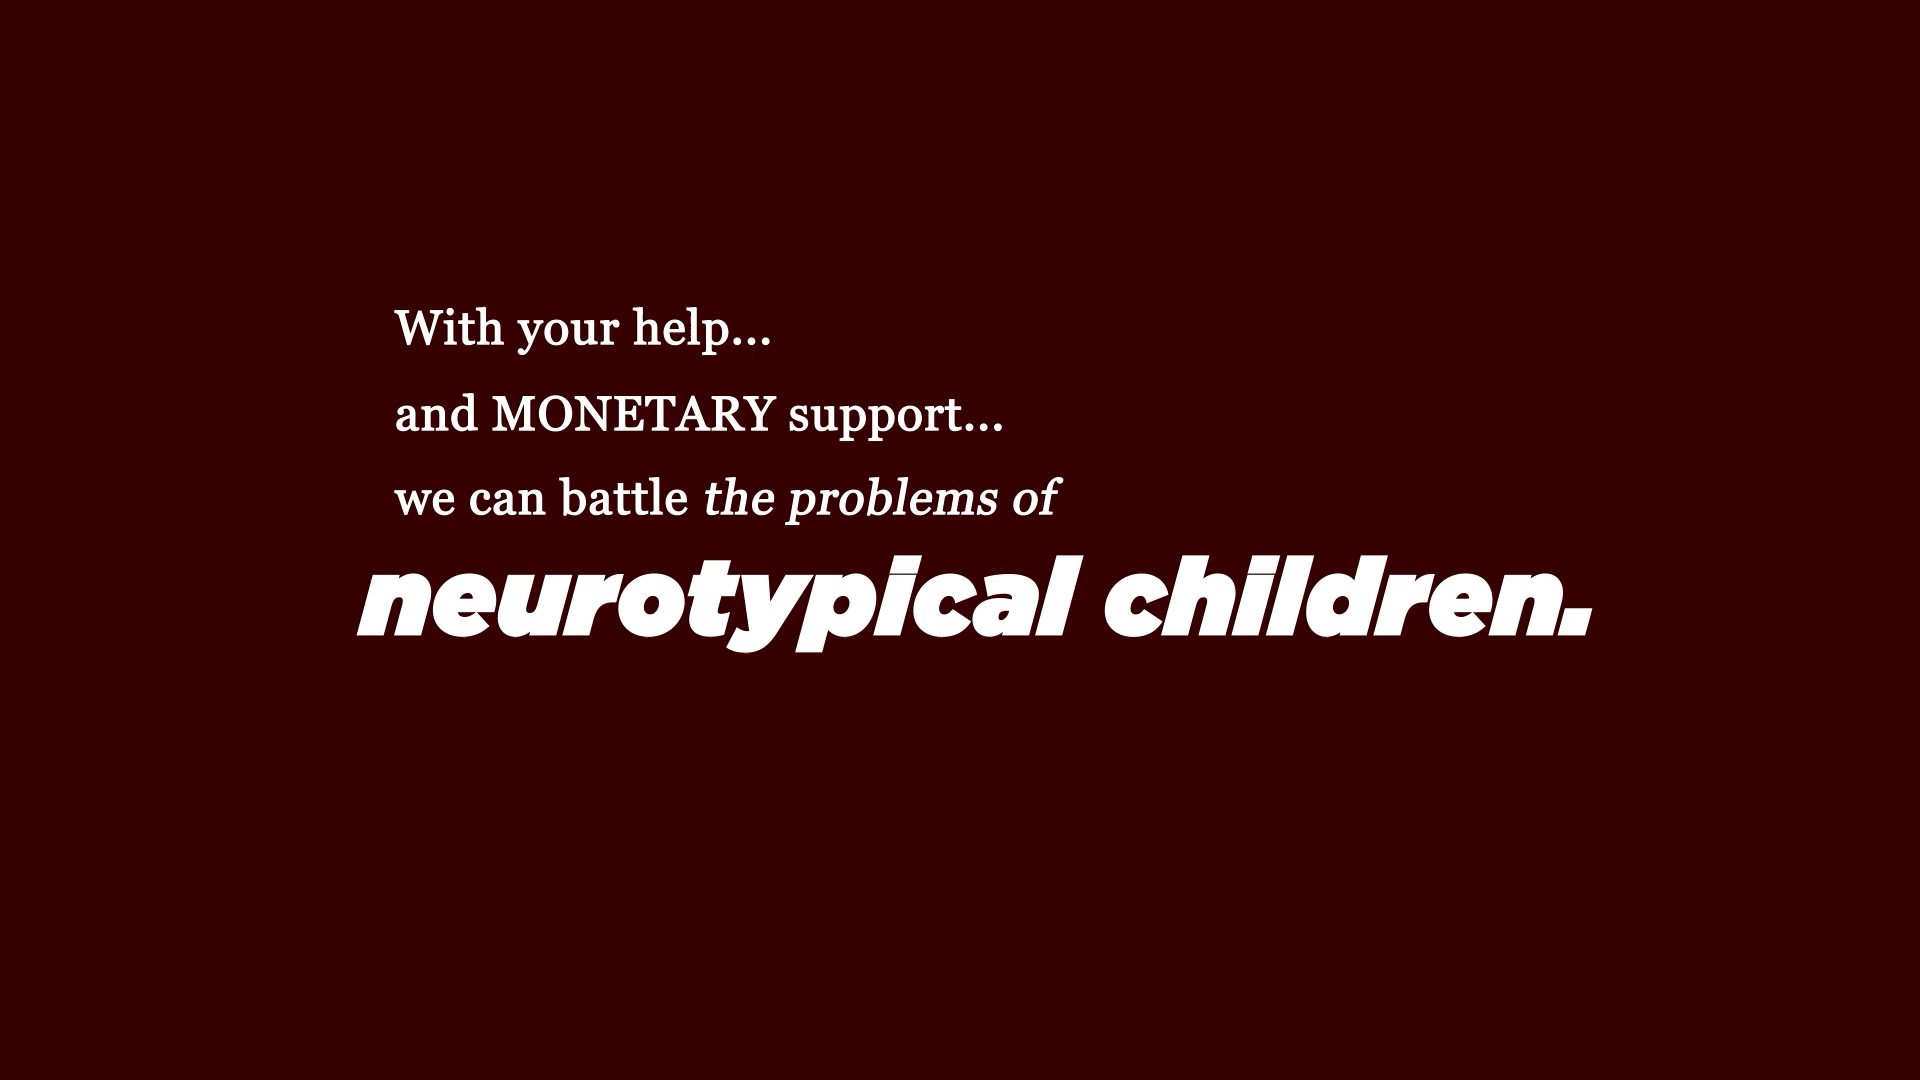 With your help...
and MONETARY support...
we can battle the problems of
neurotypical children.